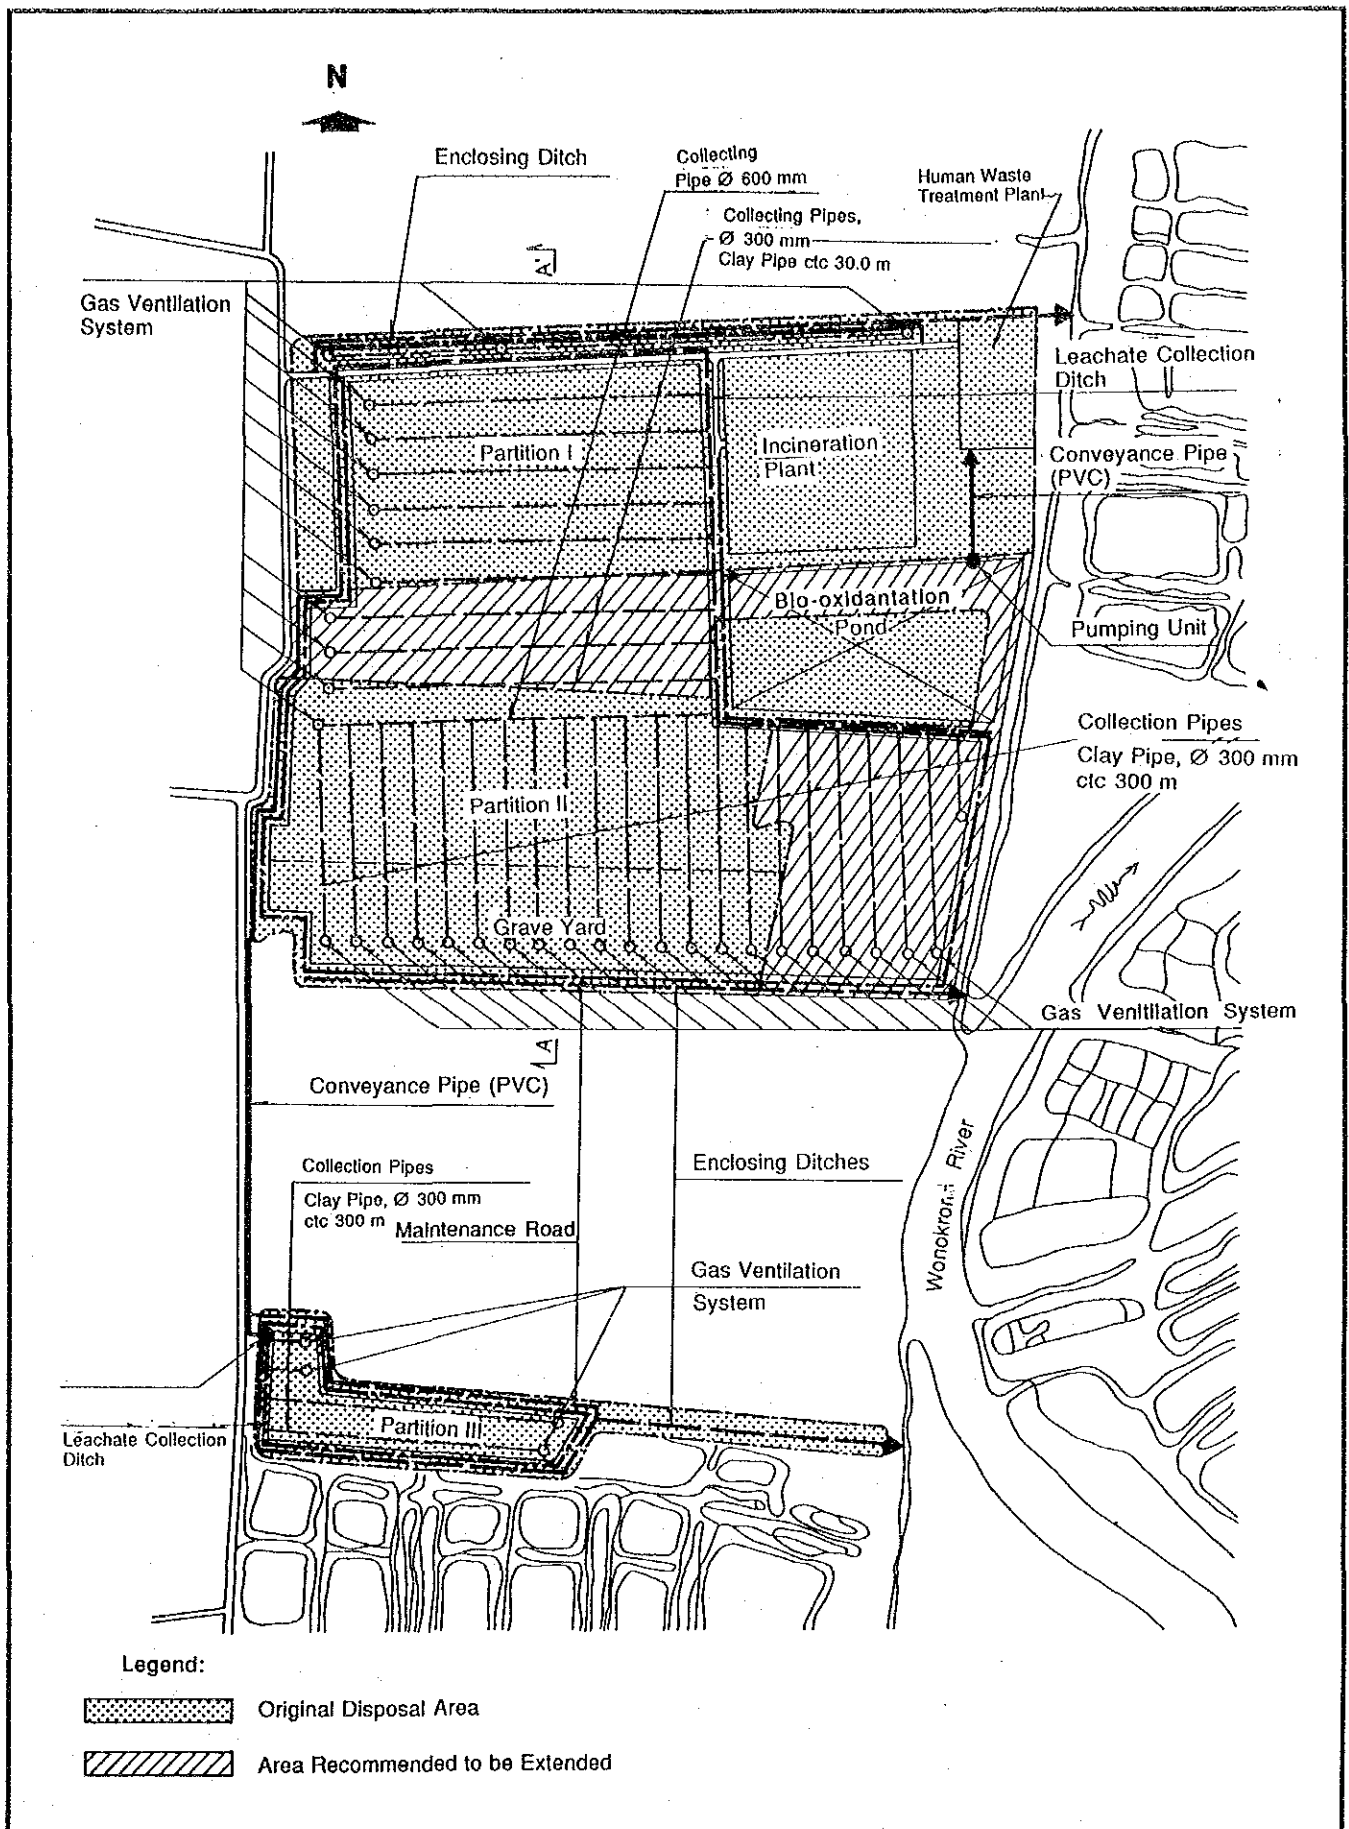 N
Enclosing Ditch
Collecting
Pipe Ø 600 mm
Human Waste
Treatment Plant
Collecting Pipes,
Ø 300 mm
Clay Pipe ctc 30.0 m
A'
Gas Ventilation
System
Leachate Collection
Ditch
Partition I
Incineration
Plant
Conveyance Pipe
(PVC)
Bio-oxidantation
Pond
Pumping Unit
Collection Pipes
Clay Pipe, Ø 300 mm
ctc 300 m
Partition II
Grave Yard
Gas Venitilation System
A
Conveyance Pipe (PVC)
Wonokromo River
Collection Pipes
Clay Pipe, Ø 300 mm
ctc 300 m
Enclosing Ditches
Maintenance Road
Gas Ventilation
System
Partition III
Leachate Collection
Ditch
Legend:
Original Disposal Area
Area Recommended to be Extended